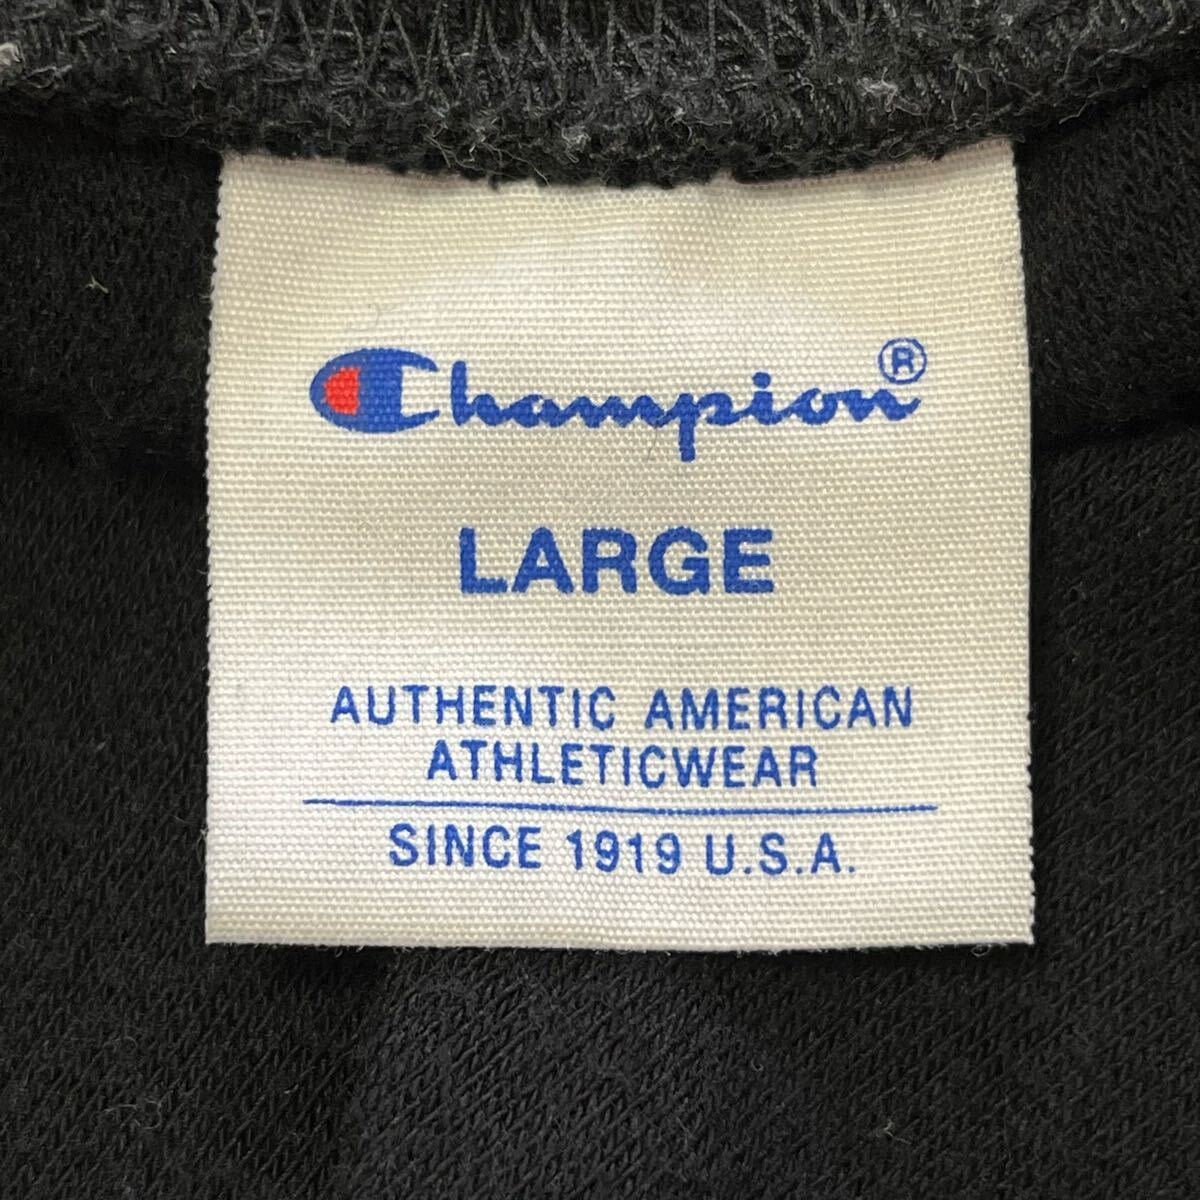 Champion®
LARGE
AUTHENTIC AMERICAN
ATHLETICWEAR
SINCE 1919 U.S.A.